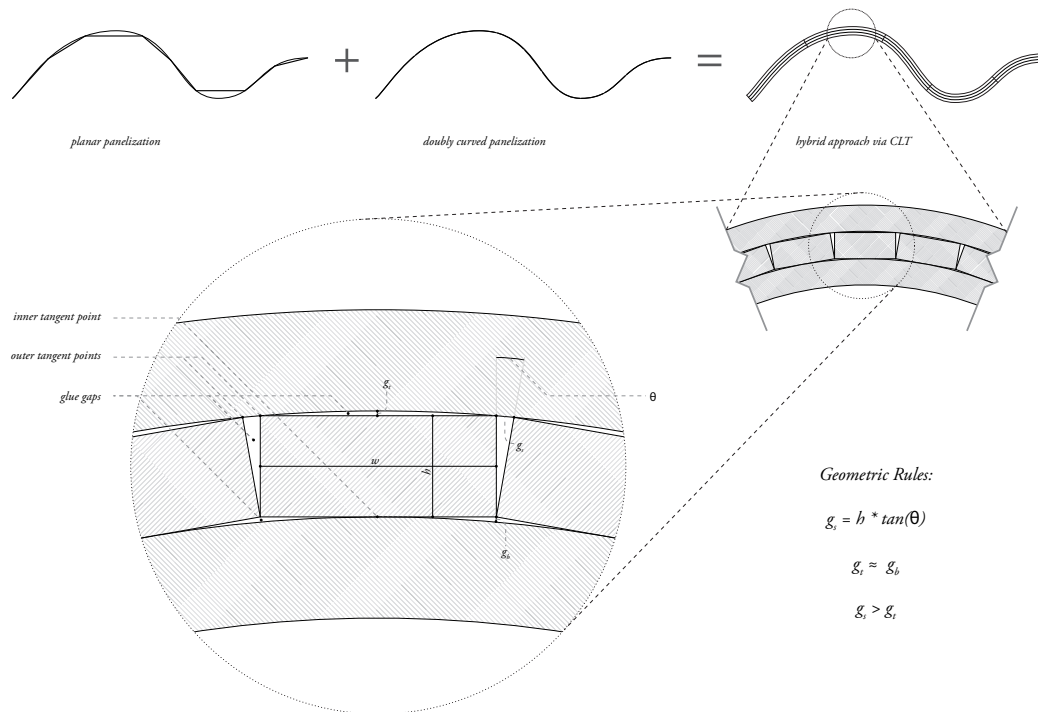 +
=
planar panelization
doubly curved panelization
hybrid approach via CLT
inner tangent point
outer tangent points
glue gaps
gₜ
θ
gₛ
w
h
g_b
Geometric Rules:
gₛ = h * tan(θ)
gₜ ≈ g_b
gₛ > gₜ